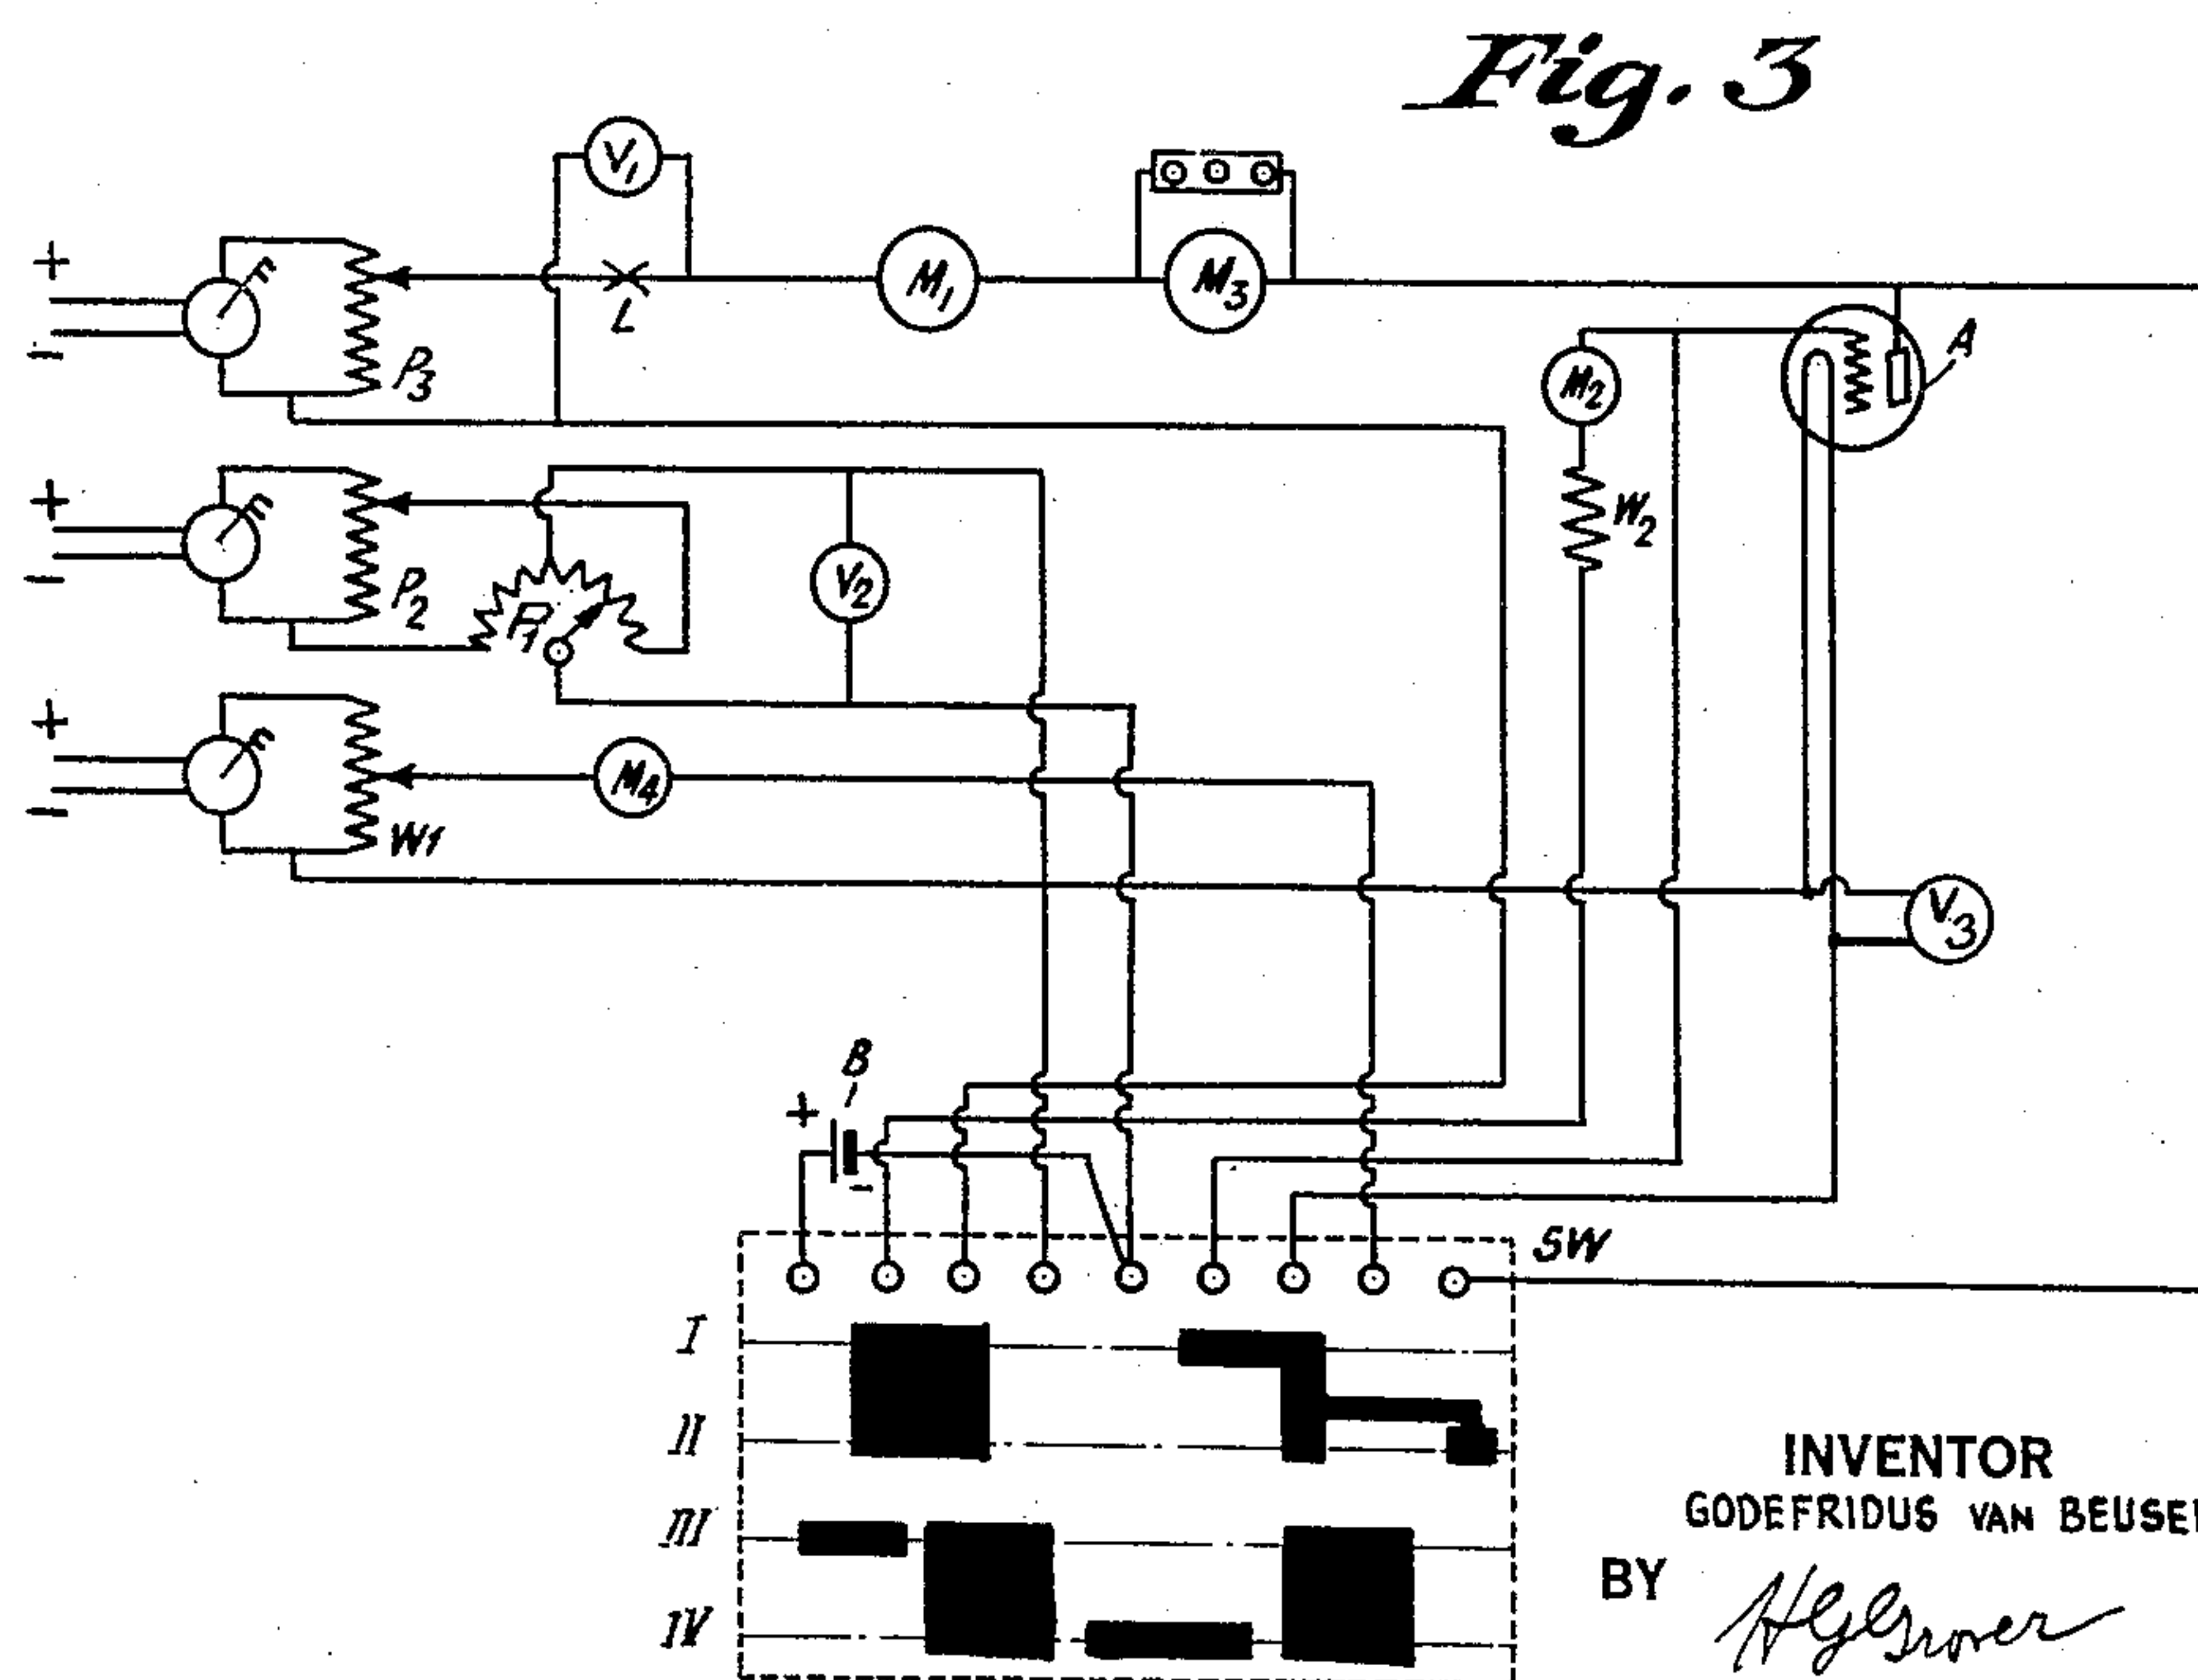 Fig. 3
V1
M1
M3
L
+
-
P3
M2
A
W2
+
-
P2
P1
V2
+
-
W1
M4
V3
B
+
-
SW
I
II
III
IV
INVENTOR
GODEFRIDUS VAN BEUSE
BY